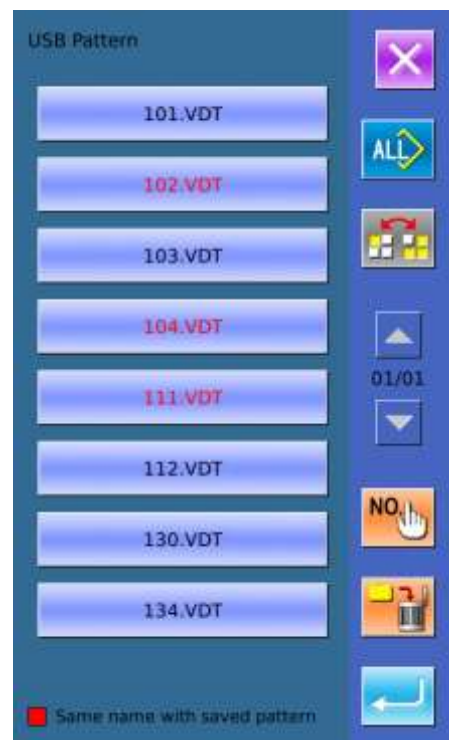 USB Pattern
101.VDT
ALL
102.VDT
103.VDT
104.VDT
01/01
111.VDT
112.VDT
NO.
130.VDT
134.VDT
Same name with saved pattern